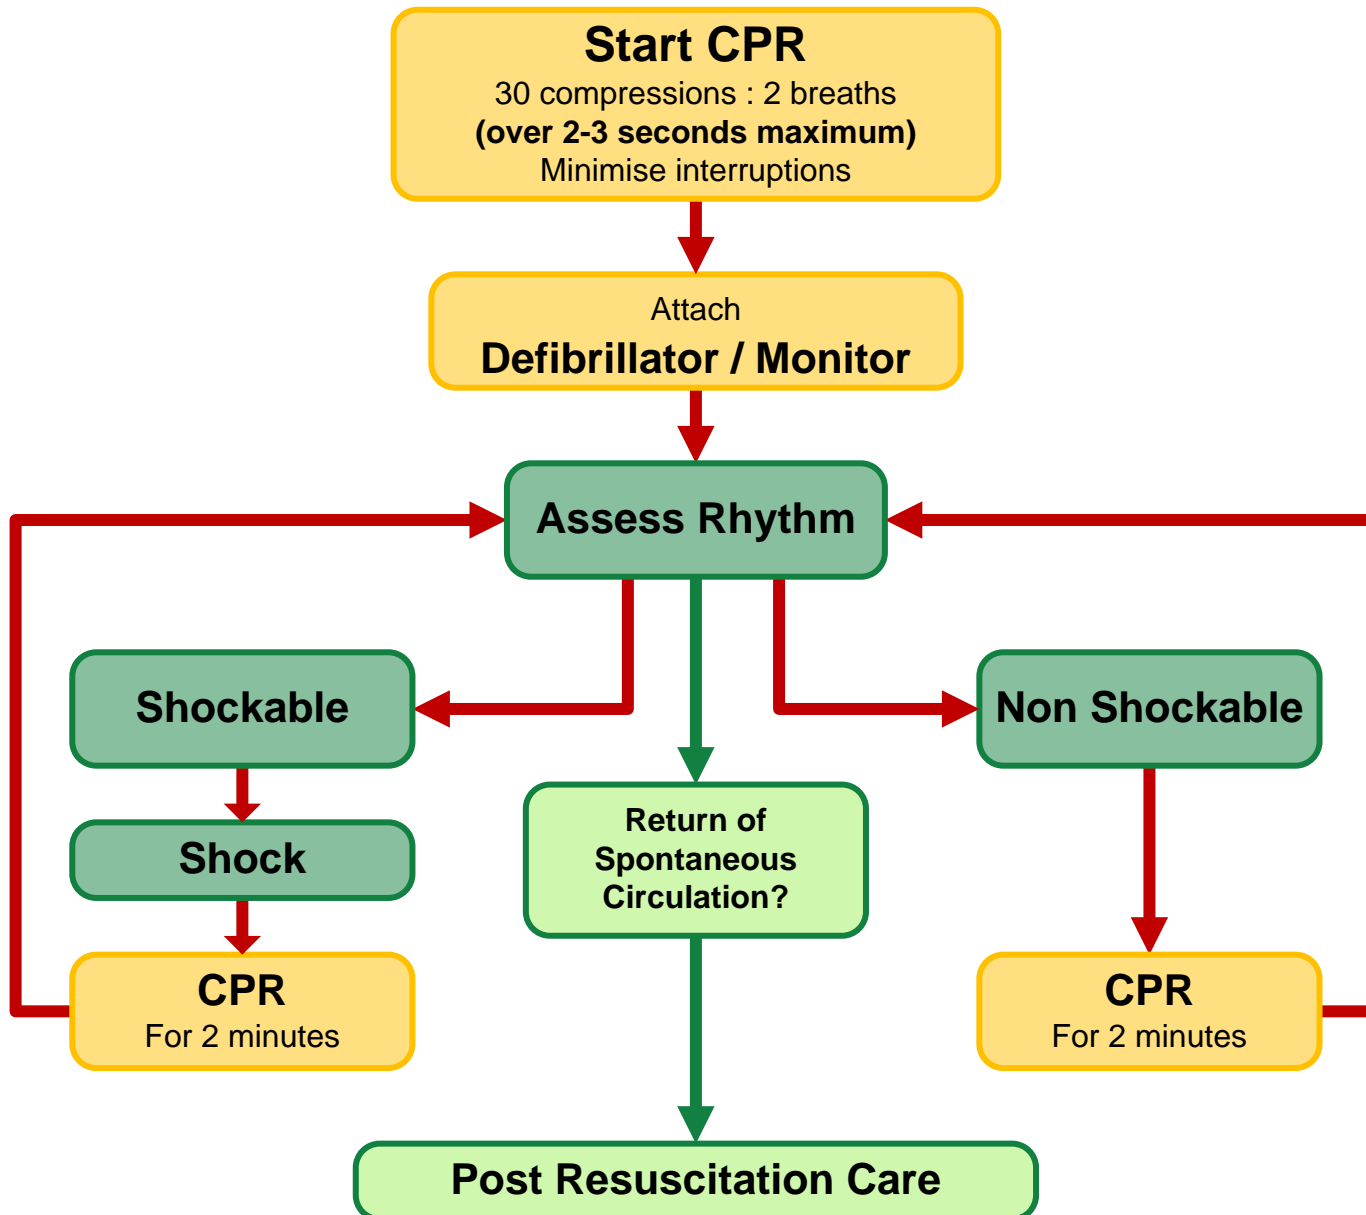 Start CPR
30 compressions : 2 breaths
(over 2-3 seconds maximum)
Minimise interruptions
Attach
Defibrillator / Monitor
Assess Rhythm
Shockable
Non Shockable
Return of
Spontaneous
Circulation?
Shock
CPR
For 2 minutes
CPR
For 2 minutes
Post Resuscitation Care